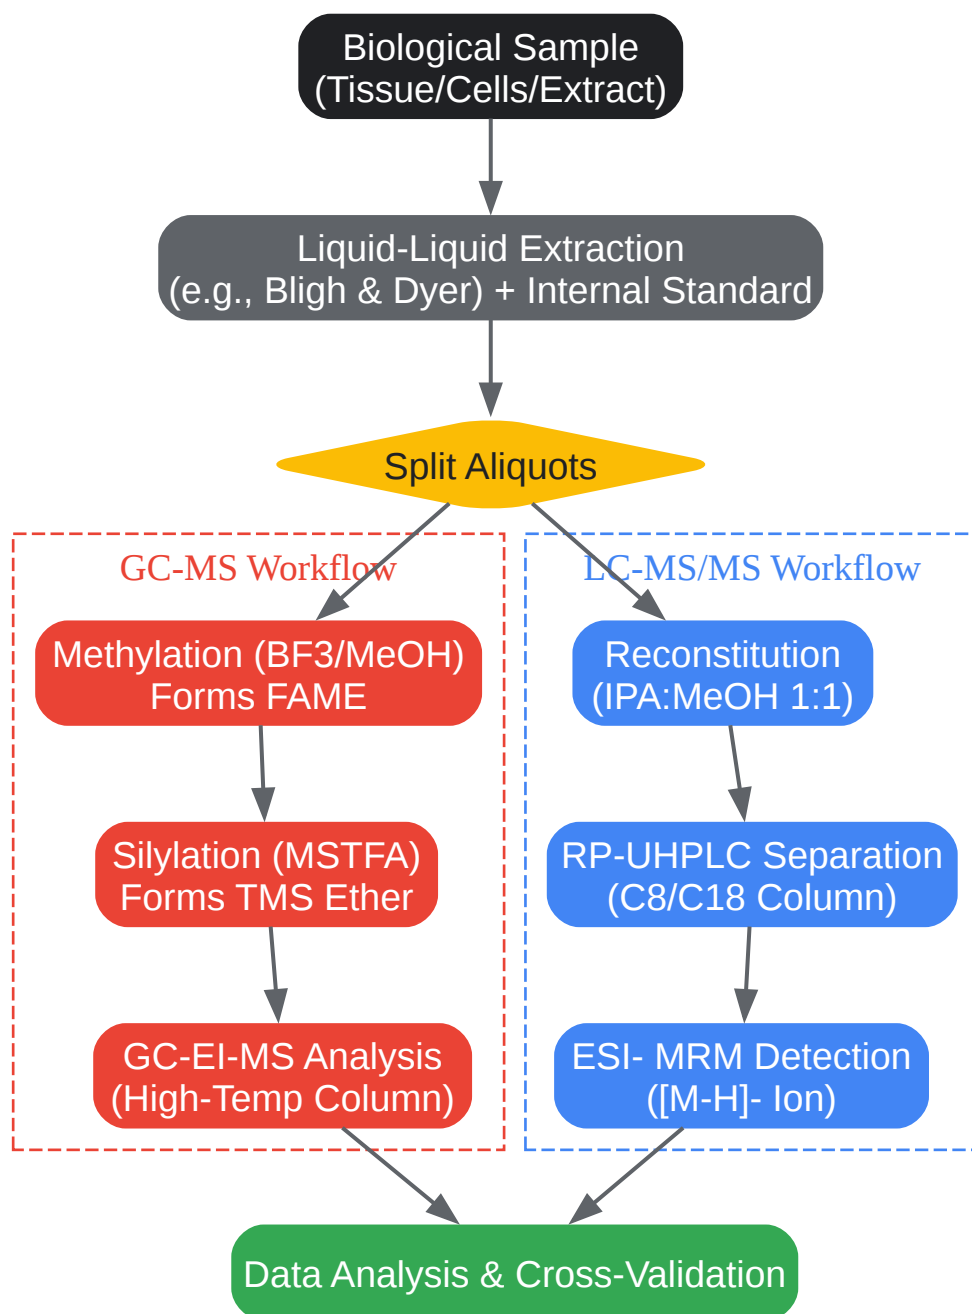 Biological Sample
(Tissue/Cells/Extract)
Liquid-Liquid Extraction
(e.g., Bligh & Dyer) + Internal Standard
Split Aliquots
GC-MS Workflow
Methylation (BF3/MeOH)
Forms FAME
Silylation (MSTFA)
Forms TMS Ether
GC-EI-MS Analysis
(High-Temp Column)
LC-MS/MS Workflow
Reconstitution
(IPA:MeOH 1:1)
RP-UHPLC Separation
(C8/C18 Column)
ESI- MRM Detection
([M-H]- Ion)
Data Analysis & Cross-Validation